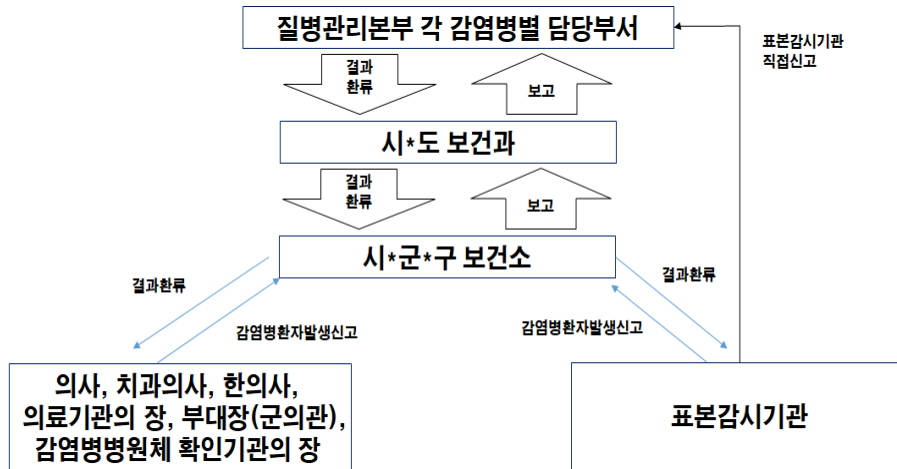 질병관리본부 각 감염병별 담당부서
표본감시기관
직접신고
결과
환류
보고
시*도 보건과
결과
환류
보고
시*군*구 보건소
결과환류
결과환류
감염병환자발생신고
감염병환자발생신고
의사, 치과의사, 한의사,
의료기관의 장, 부대장(군의관),
감염병병원체 확인기관의 장
표본감시기관